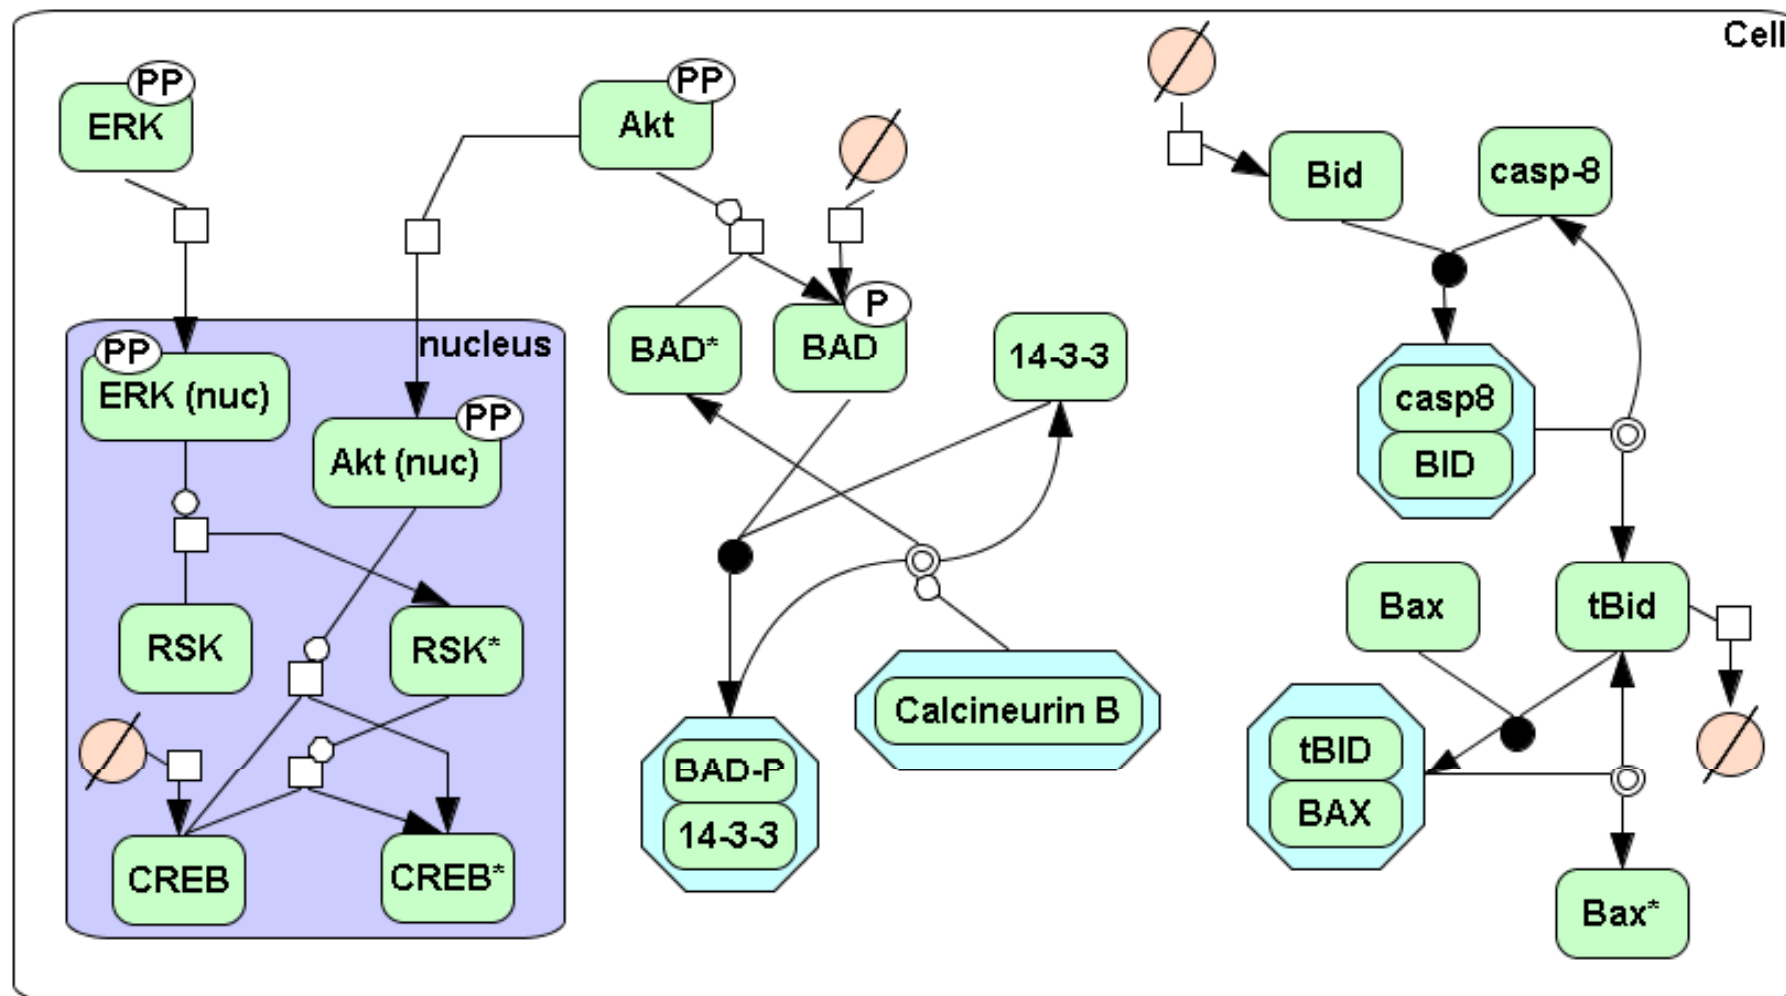 Cell
PP
ERK
PP
Akt
Bid
casp-8
P
BAD*
BAD
14-3-3
nucleus
PP
ERK (nuc)
PP
Akt (nuc)
casp8
BID
RSK
RSK*
Bax
tBid
Calcineurin B
BAD-P
14-3-3
tBID
BAX
CREB
CREB*
Bax*